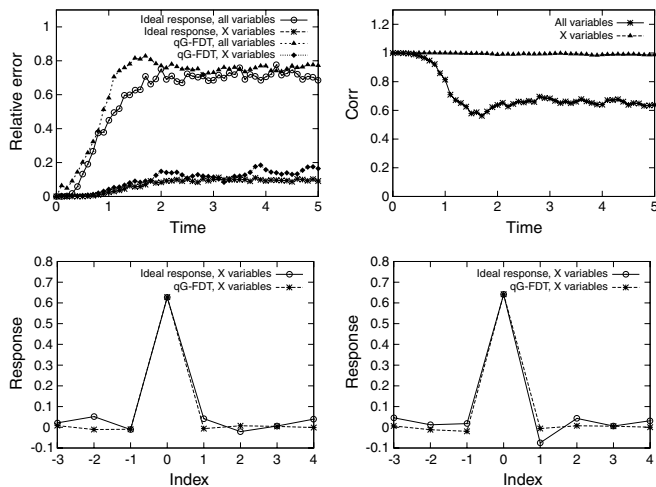 Ideal response, all variables
Ideal response, X variables
qG-FDT, all variables
qG-FDT, X variables
Relative error
1
0.8
0.6
0.4
0.2
0
0 1 2 3 4 5
Time
All variables
X variables
Corr
1.2
1
0.8
0.6
0.4
0.2
0
0 1 2 3 4 5
Time
Ideal response, X variables
qG-FDT, X variables
Response
0.8
0.7
0.6
0.5
0.4
0.3
0.2
0.1
0
-0.1
-3 -2 -1 0 1 2 3 4
Index
Ideal response, X variables
qG-FDT, X variables
Response
0.8
0.7
0.6
0.5
0.4
0.3
0.2
0.1
0
-0.1
-3 -2 -1 0 1 2 3 4
Index